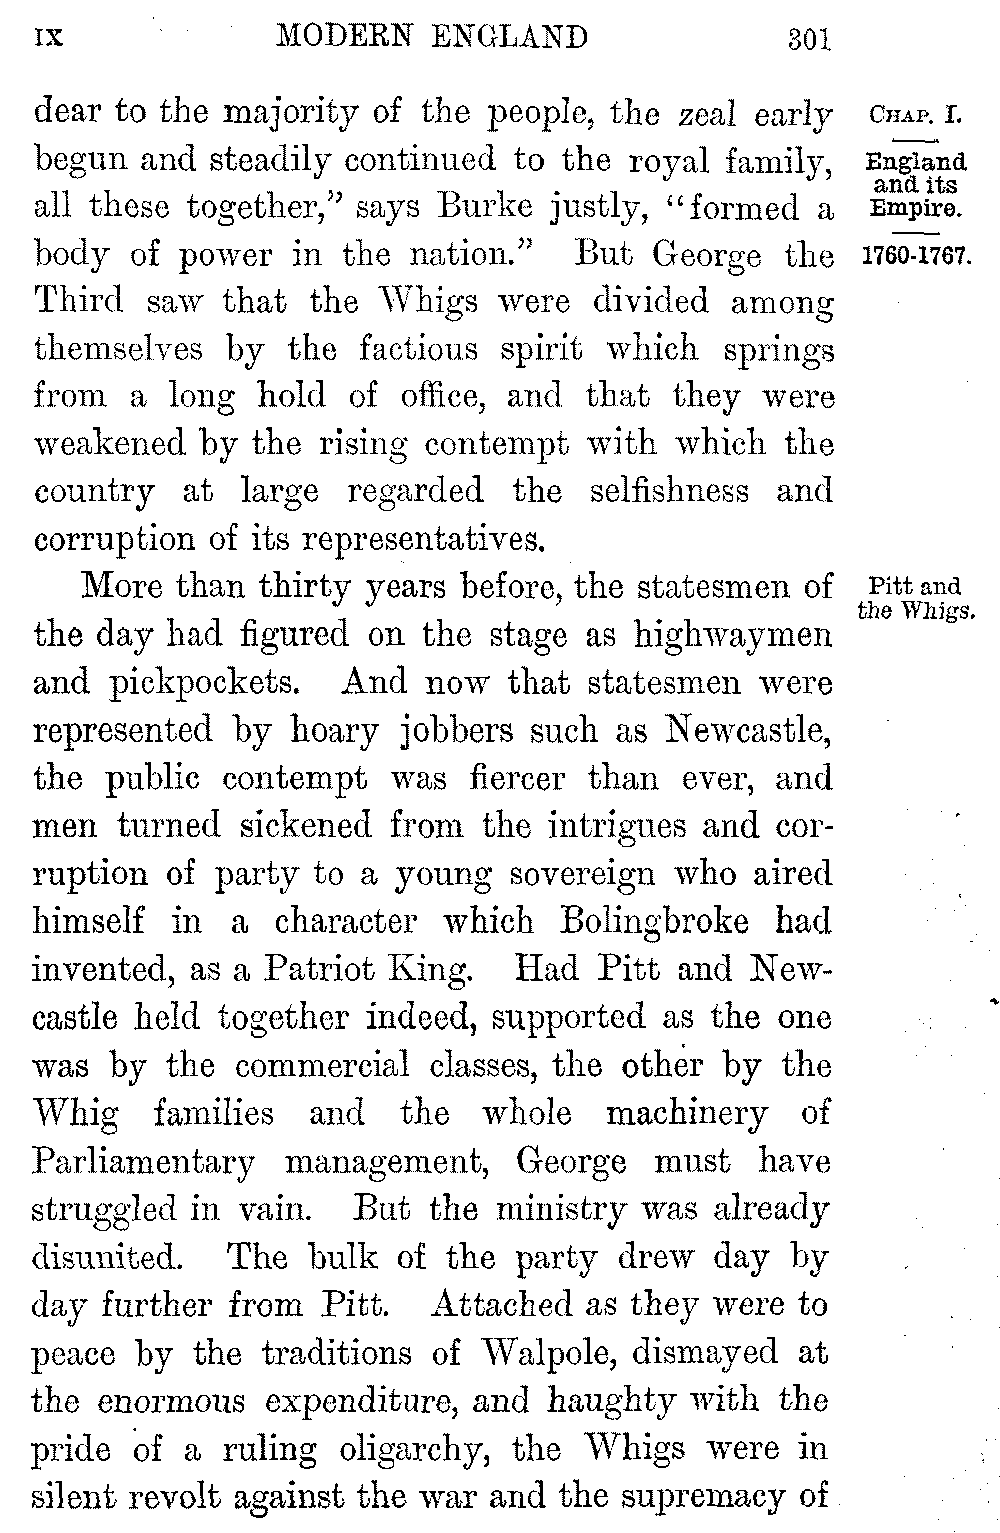 IX MODERN ENGLAND 301
dear to the majority of the people, the zeal early
begun and steadily continued to the royal family,
all these together,” says Burke justly, “formed a
body of power in the nation.” But George the
Third saw that the Whigs were divided among
themselves by the factious spirit which springs
from a long hold of office, and that they were
weakened by the rising contempt with which the
country at large regarded the selfishness and
corruption of its representatives.
CHAP. I.
England
and its
Empire.
1760-1767.
More than thirty years before, the statesmen of
the day had figured on the stage as highwaymen
and pickpockets. And now that statesmen were
represented by hoary jobbers such as Newcastle,
the public contempt was fiercer than ever, and
men turned sickened from the intrigues and cor-
ruption of party to a young sovereign who aired
himself in a character which Bolingbroke had
invented, as a Patriot King. Had Pitt and New-
castle held together indeed, supported as the one
was by the commercial classes, the other by the
Whig families and the whole machinery of
Parliamentary management, George must have
struggled in vain. But the ministry was already
disunited. The bulk of the party drew day by
day further from Pitt. Attached as they were to
peace by the traditions of Walpole, dismayed at
the enormous expenditure, and haughty with the
pride of a ruling oligarchy, the Whigs were in
silent revolt against the war and the supremacy of
Pitt and
the Whigs.